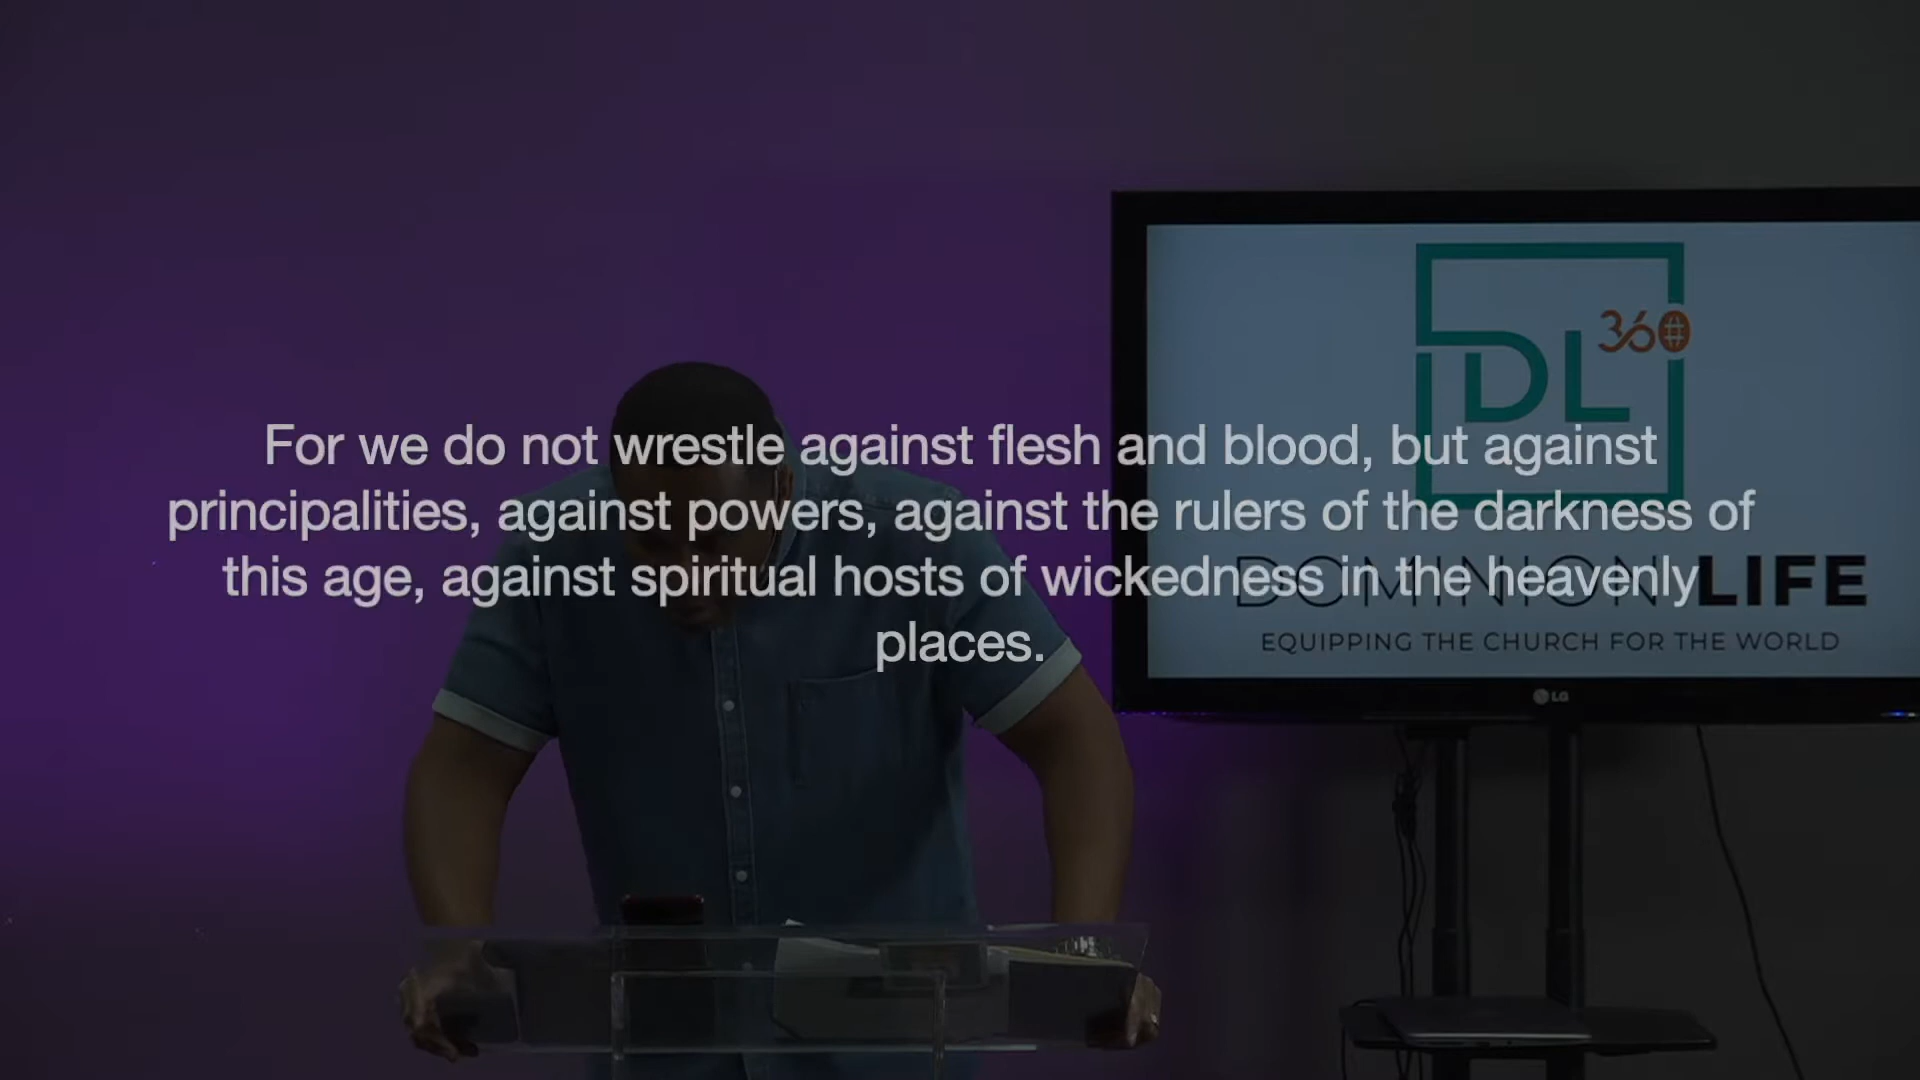 360
DL
For we do not wrestle against flesh and blood, but against
principalities, against powers, against the rulers of the darkness of
this age, against spiritual hosts of wickedness in the heavenly
places.
DOMINION LIFE
EQUIPPING THE CHURCH FOR THE WORLD
LG